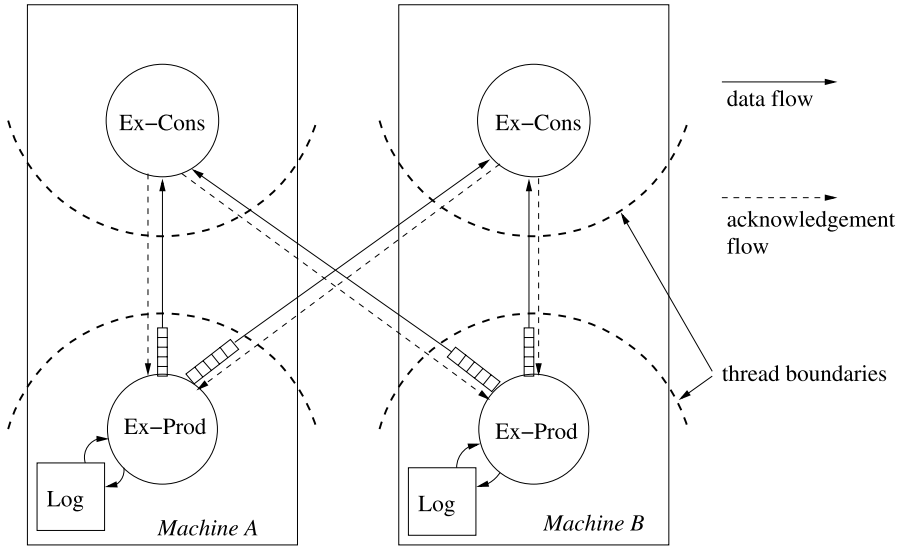 Ex−Cons
Ex−Cons
data flow
acknowledgement
flow
thread boundaries
Ex−Prod
Ex−Prod
Log
Log
Machine A
Machine B